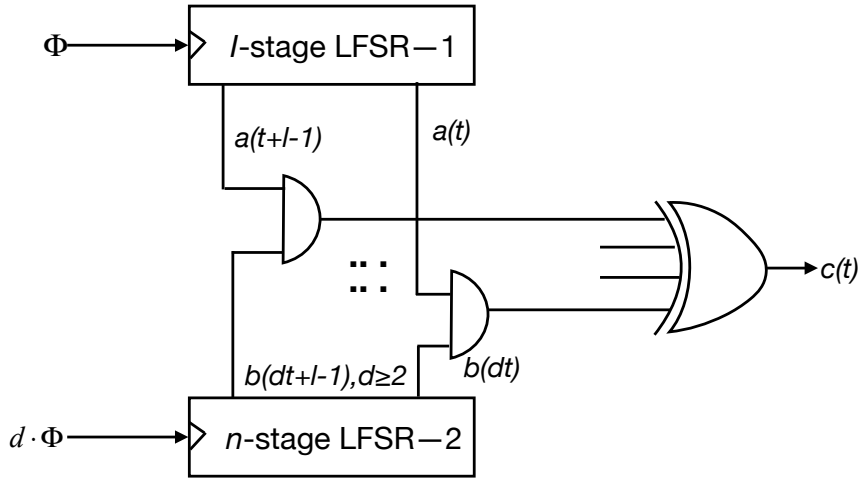 Φ
l-stage LFSR—1
a(t+l-1)
a(t)
c(t)
b(dt+l-1),d≥2
b(dt)
d·Φ
n-stage LFSR—2